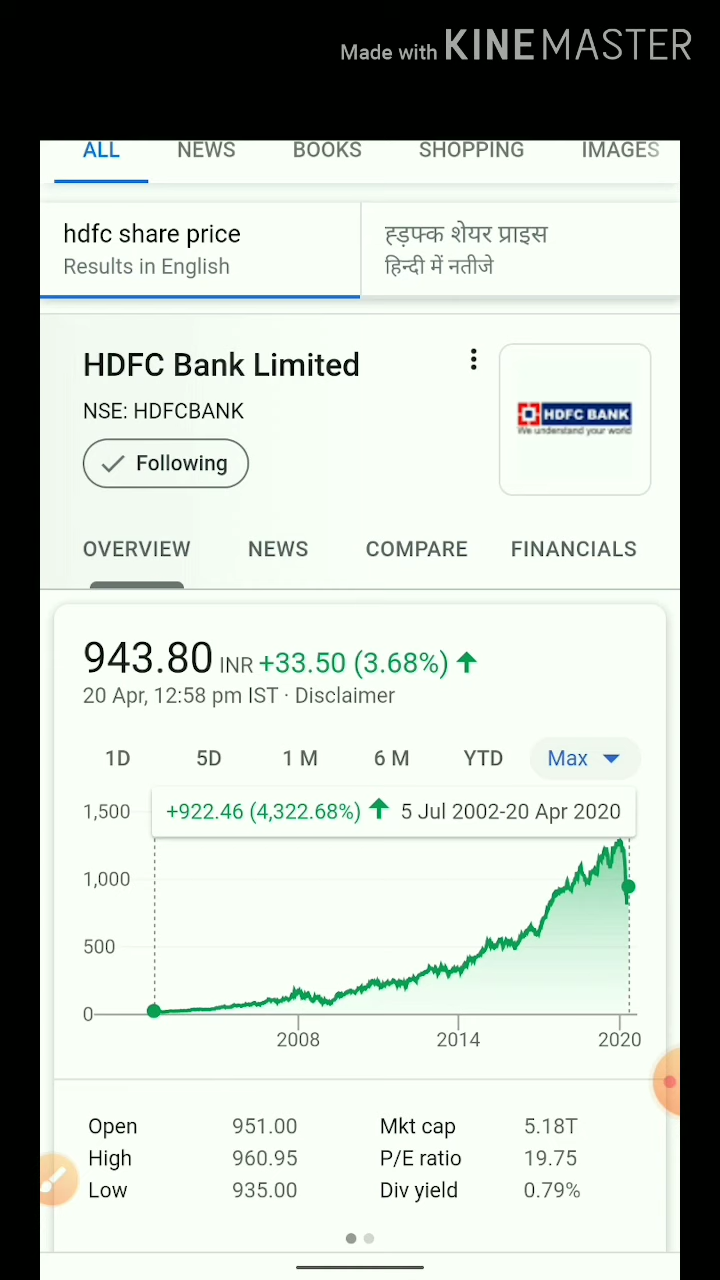 Made with KINEMASTER
ALL NEWS BOOKS SHOPPING IMAGES
hdfc share price
Results in English
ह्ड़फ्क शेयर प्राइस
हिन्दी में नतीजे
HDFC Bank Limited
NSE: HDFCBANK
Following
HDFC BANK
We understand your world
OVERVIEW NEWS COMPARE FINANCIALS
943.80 INR +33.50 (3.68%)
20 Apr, 12:58 pm IST · Disclaimer
1D 5D 1 M 6 M YTD Max
+922.46 (4,322.68%) 5 Jul 2002-20 Apr 2020
1,500
1,000
500
0
2008 2014 2020
Open 951.00 Mkt cap 5.18T
High 960.95 P/E ratio 19.75
Low 935.00 Div yield 0.79%